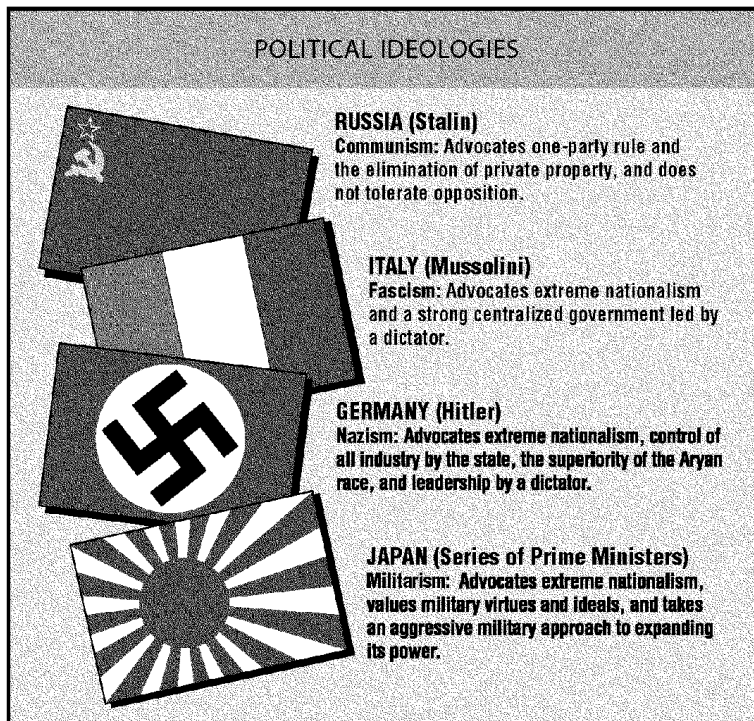 POLITICAL IDEOLOGIES
RUSSIA (Stalin)
Communism: Advocates one-party rule and
the elimination of private property, and does
not tolerate opposition.
ITALY (Mussolini)
Fascism: Advocates extreme nationalism
and a strong centralized government led by
a dictator.
GERMANY (Hitler)
Nazism: Advocates extreme nationalism, control of
all industry by the state, the superiority of the Aryan
race, and leadership by a dictator.
JAPAN (Series of Prime Ministers)
Militarism: Advocates extreme nationalism,
values military virtues and ideals, and takes
an aggressive military approach to expanding
its power.